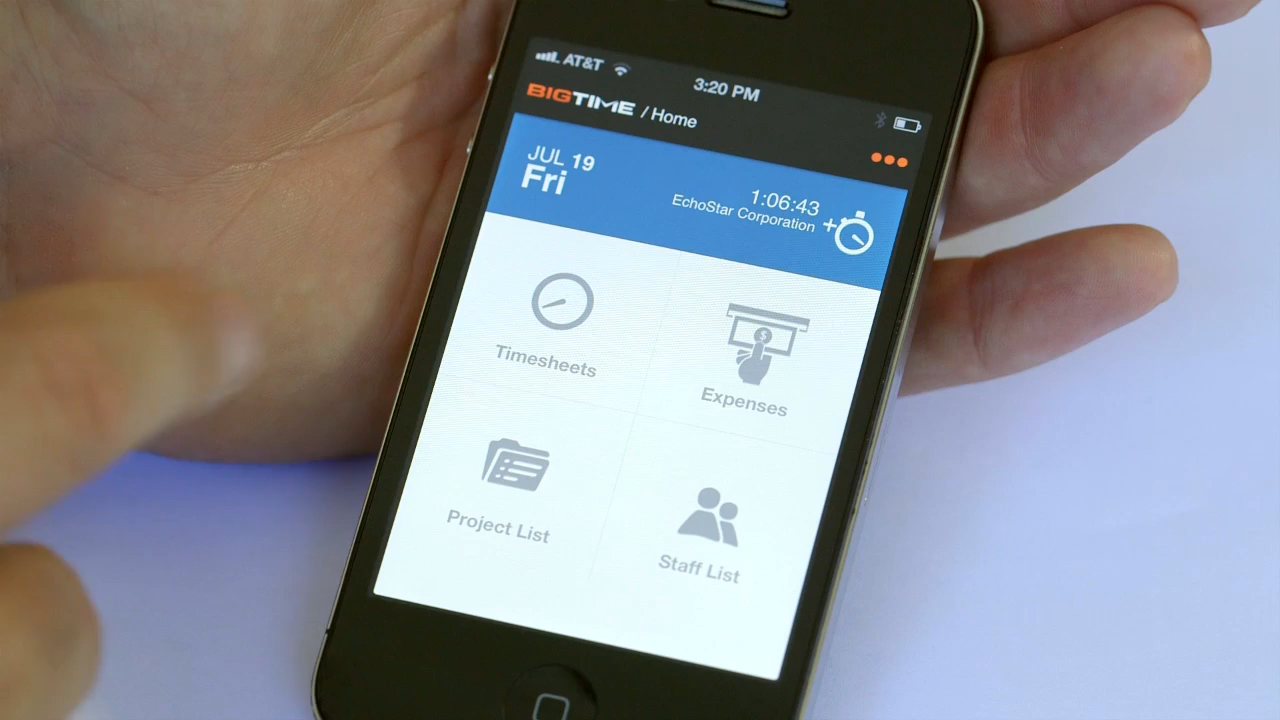 AT&T 3:20 PM
BIGTIME / Home
JUL 19
Fri
1:06:43
EchoStar Corporation
Timesheets
Expenses
Project List
Staff List